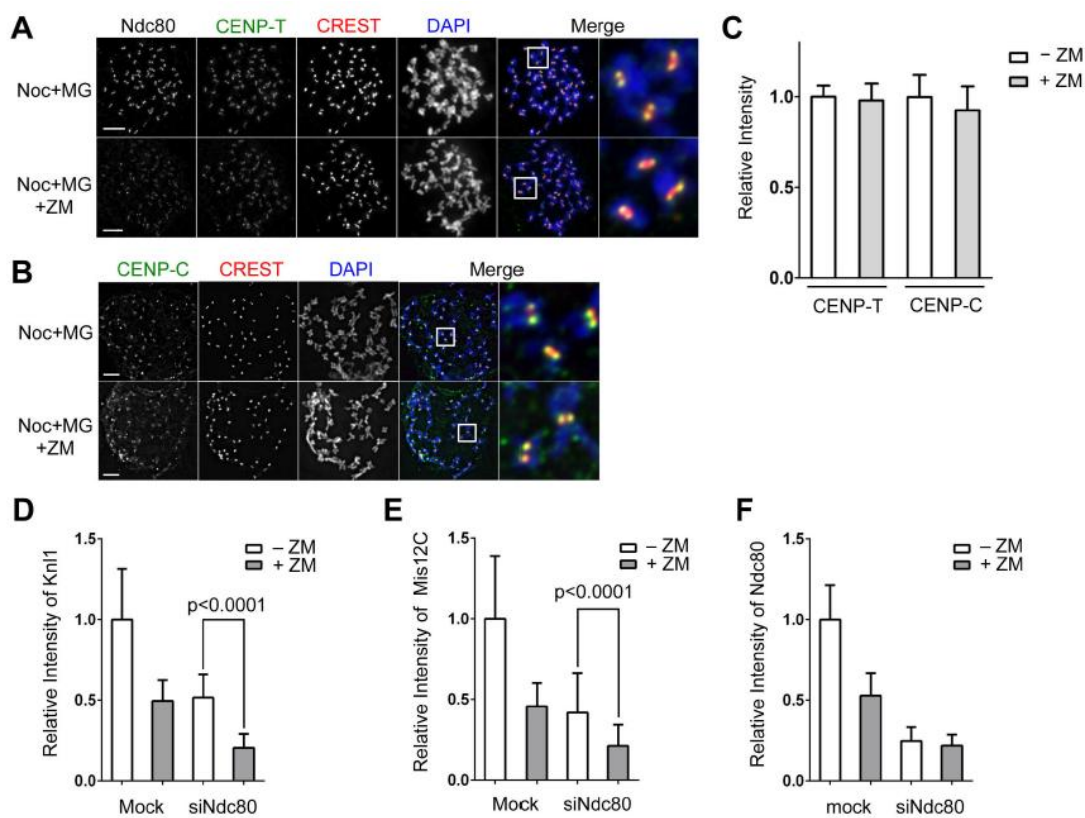 A
Ndc80 CENP-T CREST DAPI Merge
Noc+MG
Noc+MG
+ZM
B
CENP-C CREST DAPI Merge
Noc+MG
Noc+MG
+ZM
C
Relative Intensity
1.0
0.5
0.0
– ZM
+ ZM
CENP-T CENP-C
D
Relative Intensity of Knl1
1.5
1.0
0.5
0.0
– ZM
+ ZM
p<0.0001
Mock siNdc80
E
Relative Intensity of Mis12C
1.5
1.0
0.5
0.0
– ZM
+ ZM
p<0.0001
Mock siNdc80
F
Relative Intensity of Ndc80
1.5
1.0
0.5
0.0
– ZM
+ ZM
mock siNdc80